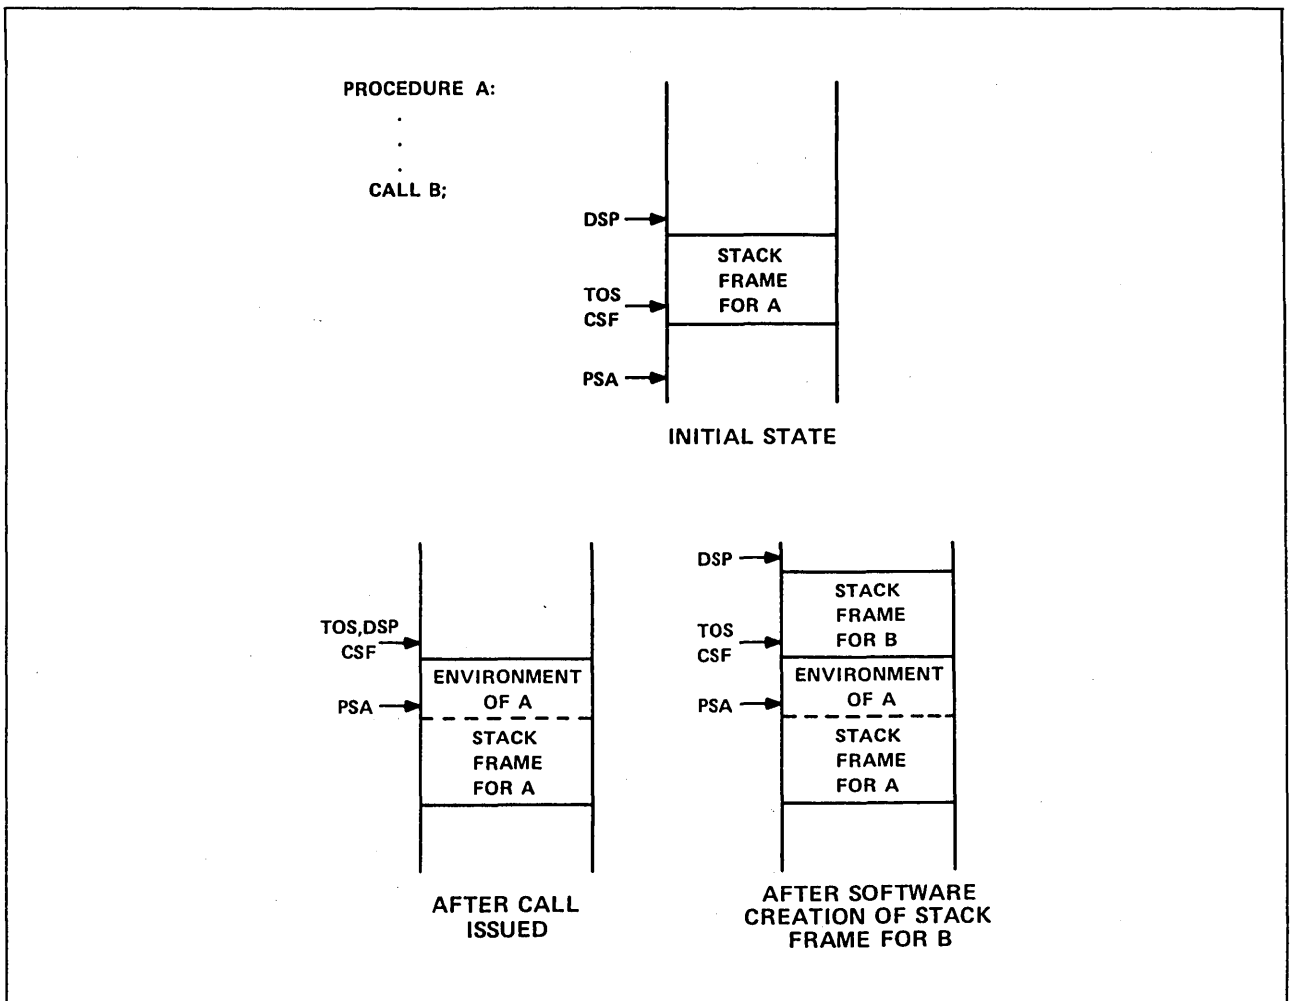 PROCEDURE A:
.
.
.
CALL B;
DSP
STACK
FRAME
FOR A
TOS
CSF
PSA
INITIAL STATE
TOS,DSP
CSF
PSA
ENVIRONMENT
OF A
STACK
FRAME
FOR A
AFTER CALL
ISSUED
DSP
STACK
FRAME
FOR B
TOS
CSF
ENVIRONMENT
OF A
PSA
STACK
FRAME
FOR A
AFTER SOFTWARE
CREATION OF STACK
FRAME FOR B